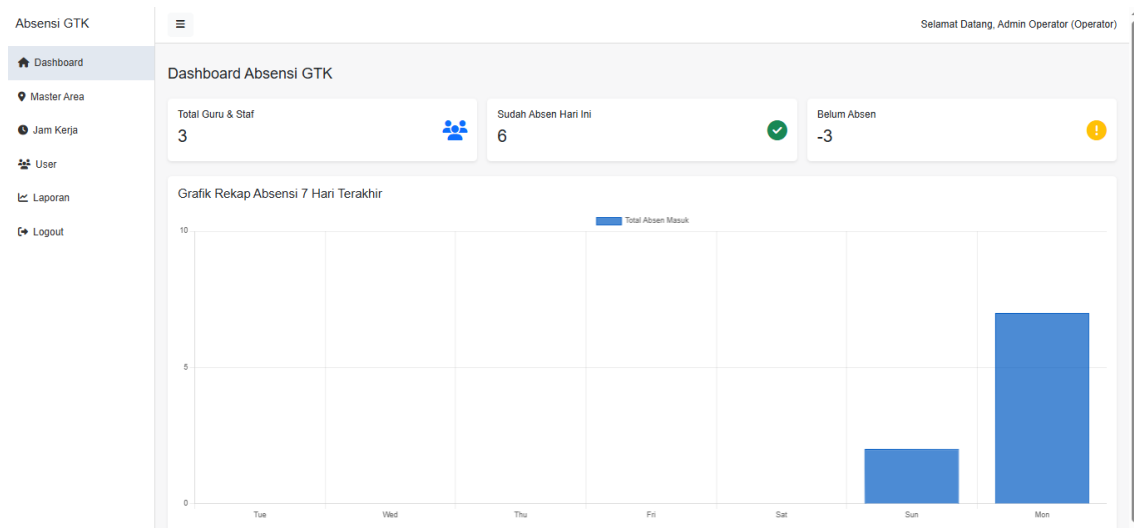 Absensi GTK
Selamat Datang, Admin Operator (Operator)
Dashboard
Master Area
Jam Kerja
User
Laporan
Logout
Dashboard Absensi GTK
Total Guru & Staf
3
Sudah Absen Hari Ini
6
Belum Absen
-3
Grafik Rekap Absensi 7 Hari Terakhir
Total Absen Masuk
10
5
0
Tue Wed Thu Fri Sat Sun Mon